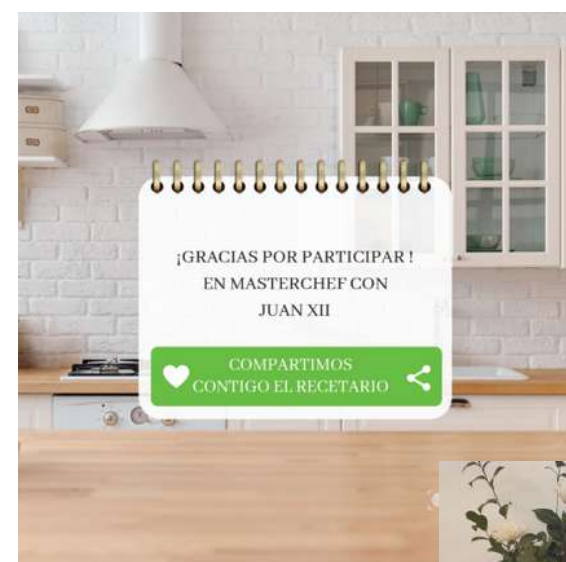 ¡GRACIAS POR PARTICIPAR !
EN MASTERCHEF CON
JUAN XII
COMPARTIMOS
CONTIGO EL RECETARIO